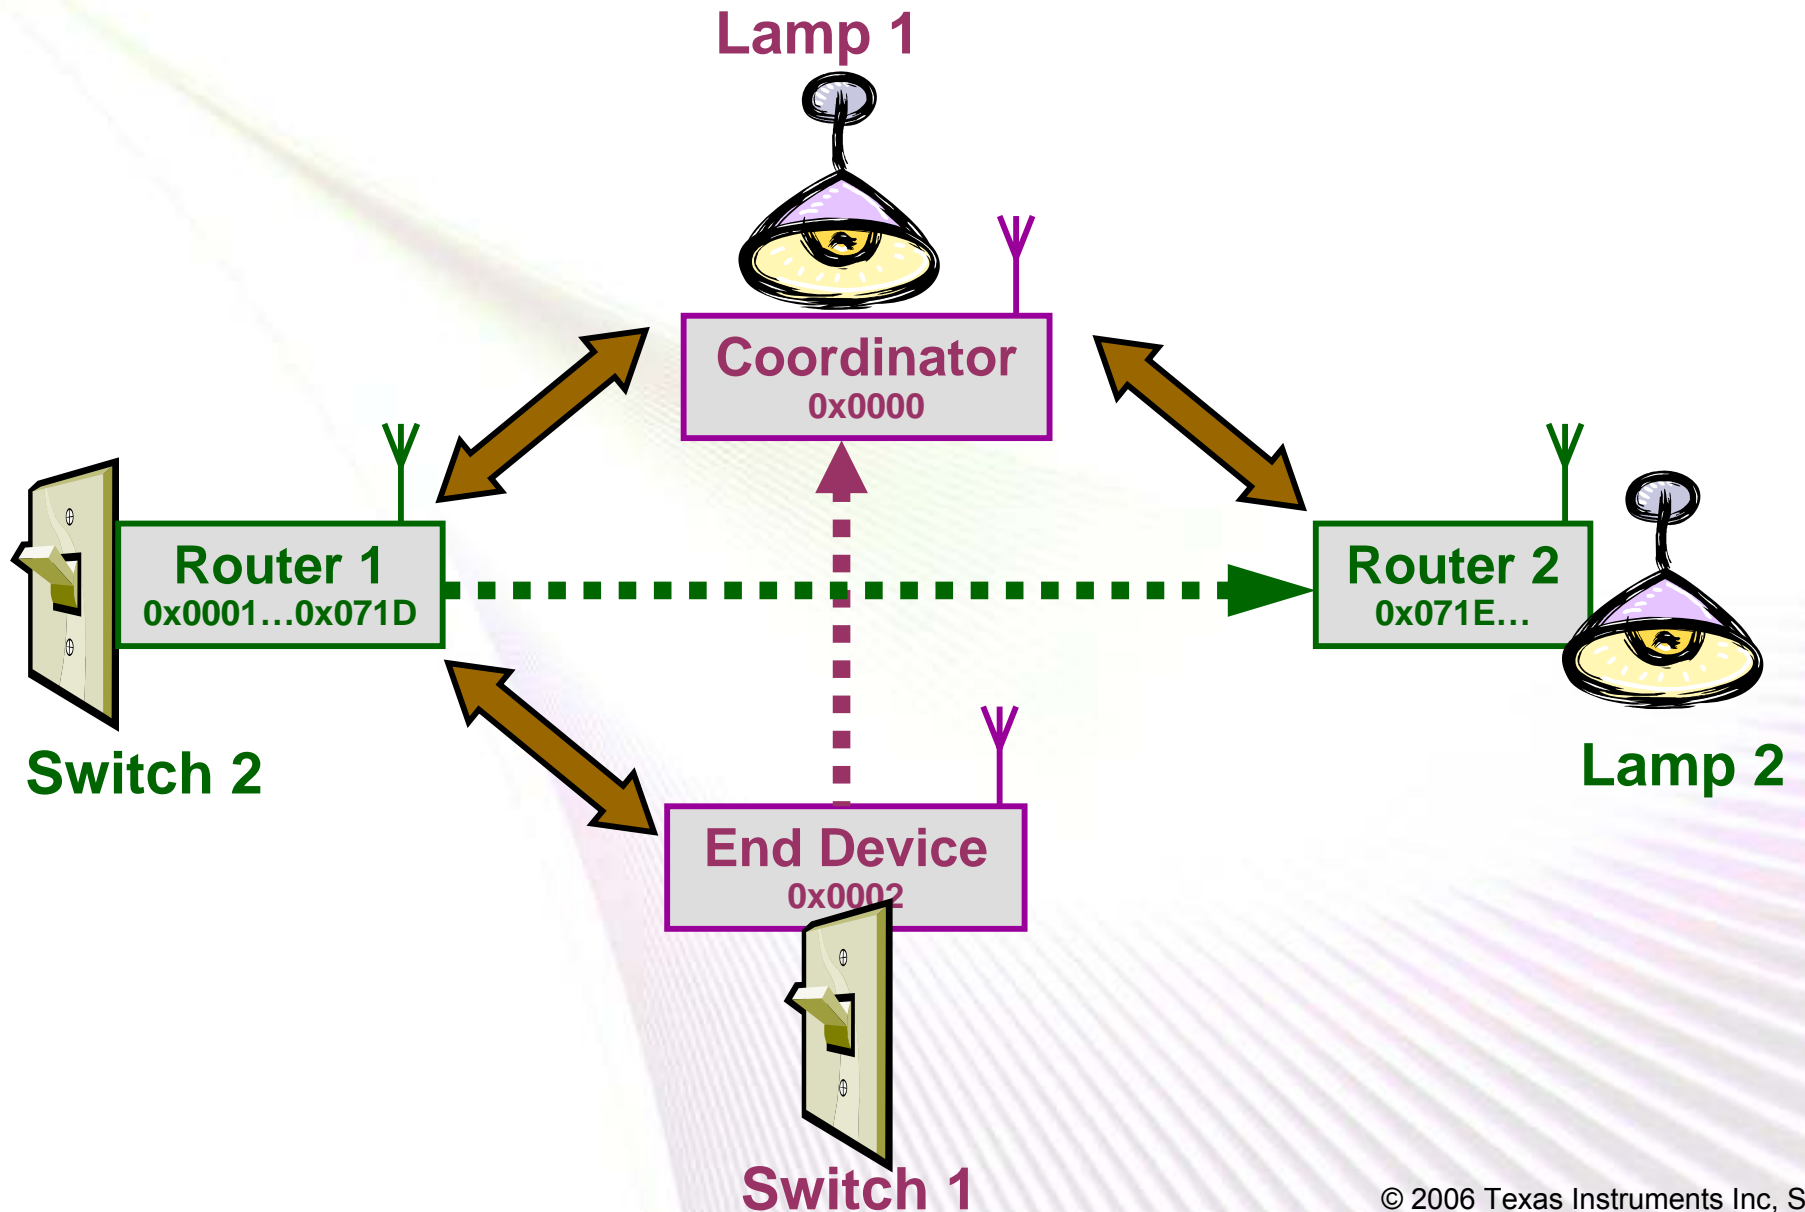 Lamp 1
Coordinator
0x0000
Router 1
0x0001…0x071D
Router 2
0x071E…
Switch 2
Lamp 2
End Device
0x0002
Switch 1
© 2006 Texas Instruments Inc, S